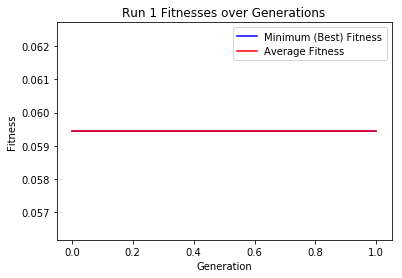 Run 1 Fitnesses over Generations
Minimum (Best) Fitness
Average Fitness
0.062
0.061
0.060
0.059
0.058
0.057
Fitness
0.0
0.2
0.4
0.6
0.8
1.0
Generation